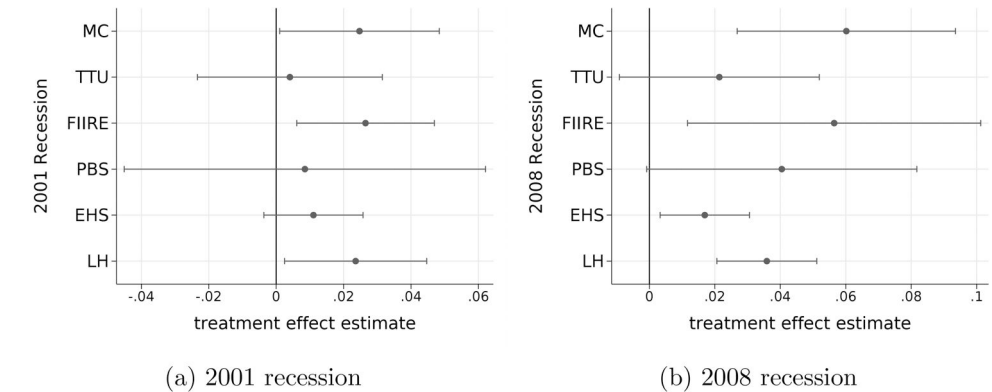 2001 Recession
MC
TTU
FIIRE
PBS
EHS
LH
-.04 -.02 0 .02 .04 .06
treatment effect estimate
(a) 2001 recession
2008 Recession
MC
TTU
FIIRE
PBS
EHS
LH
0 .02 .04 .06 .08 .1
treatment effect estimate
(b) 2008 recession